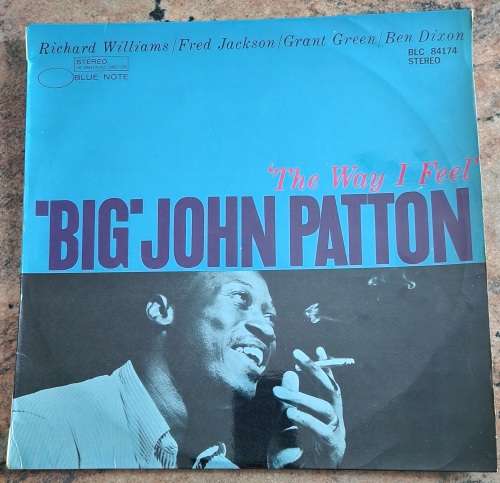 Richard Williams/Fred Jackson/Grant Green/Ben Dixon
STEREO
BLUE NOTE
BLC 84174
STEREO
'The Way I Feel'
"BIG" JOHN PATTON